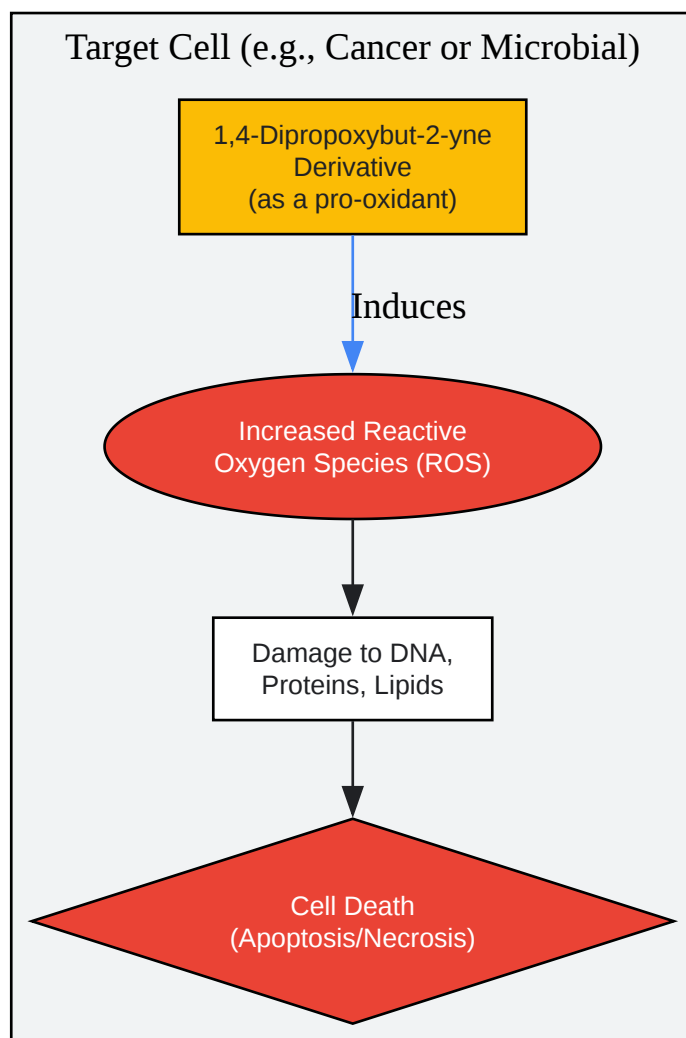 Target Cell (e.g., Cancer or Microbial)
1,4-Dipropoxybut-2-yne
Derivative
(as a pro-oxidant)
Induces
Increased Reactive
Oxygen Species (ROS)
Damage to DNA,
Proteins, Lipids
Cell Death
(Apoptosis/Necrosis)